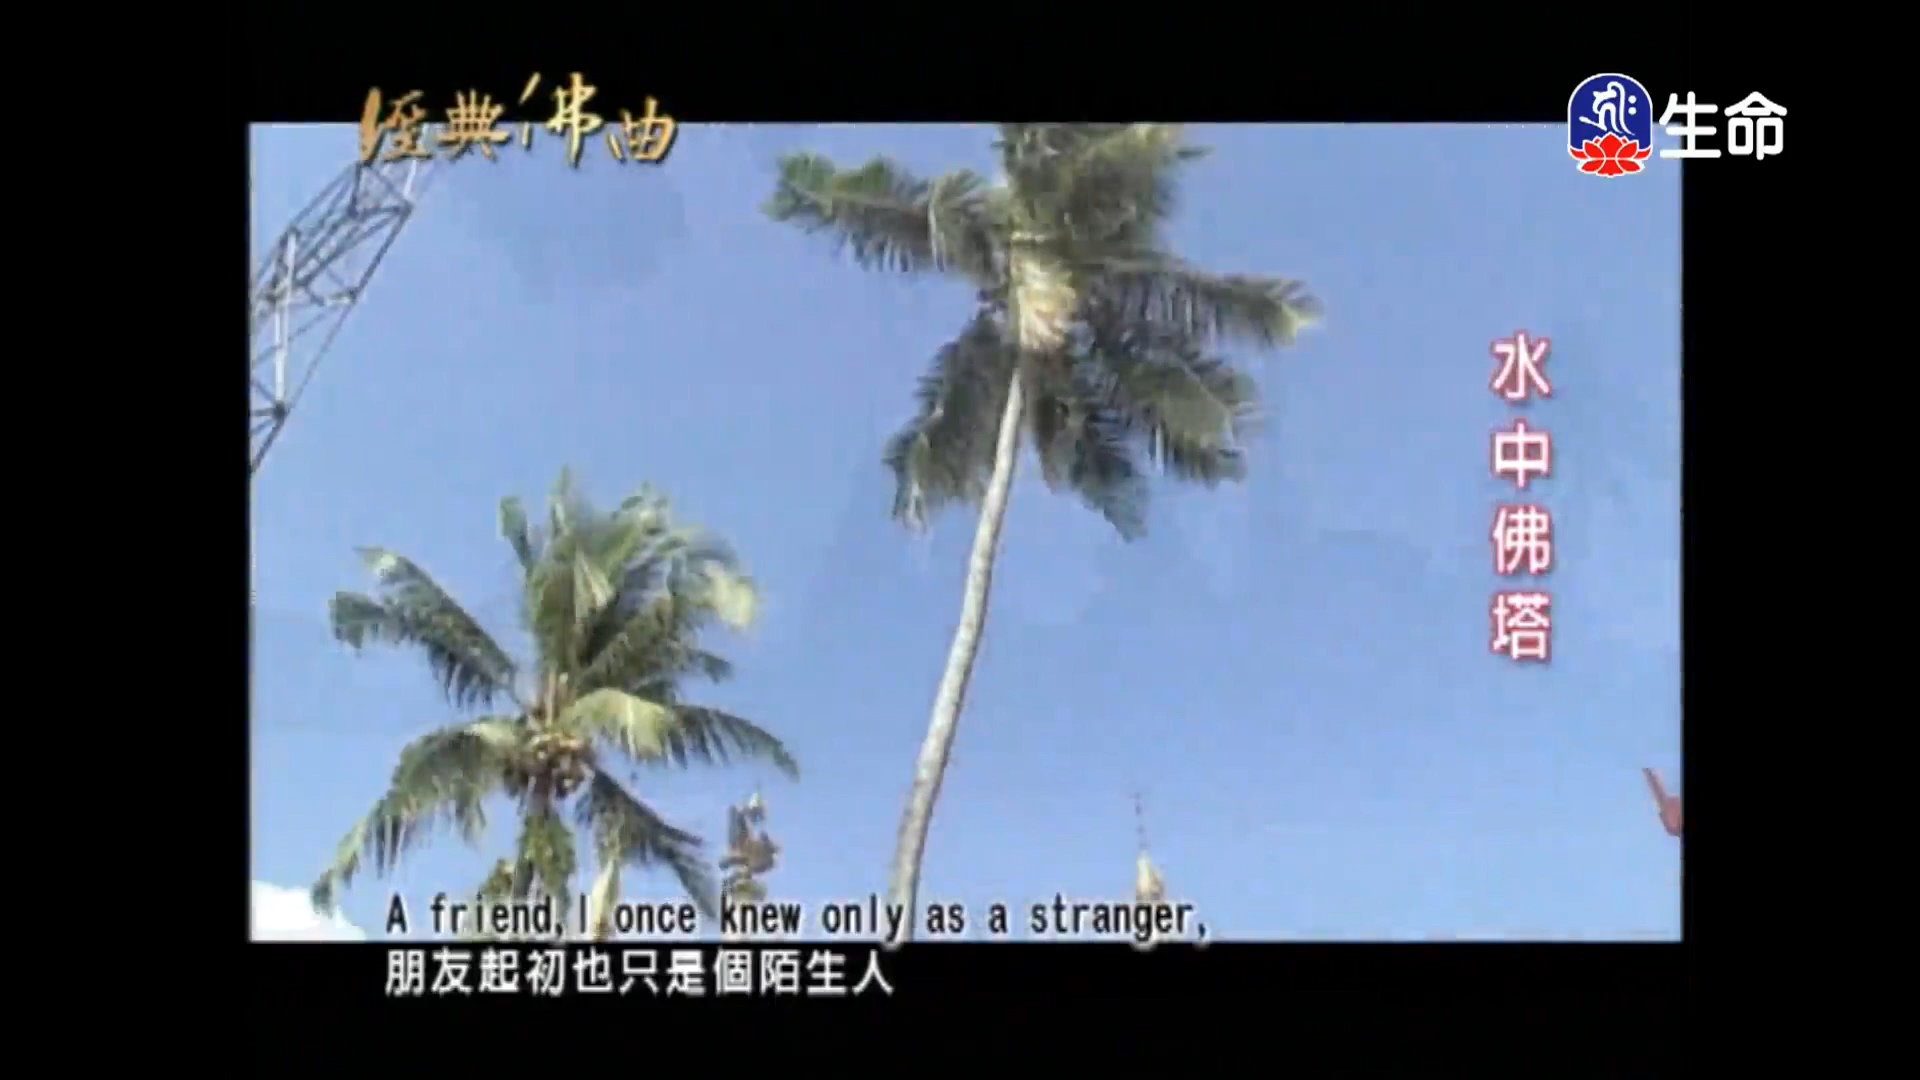 經典佛曲
生命
水中佛塔
A friend,I once knew only as a stranger,
朋友起初也只是個陌生人